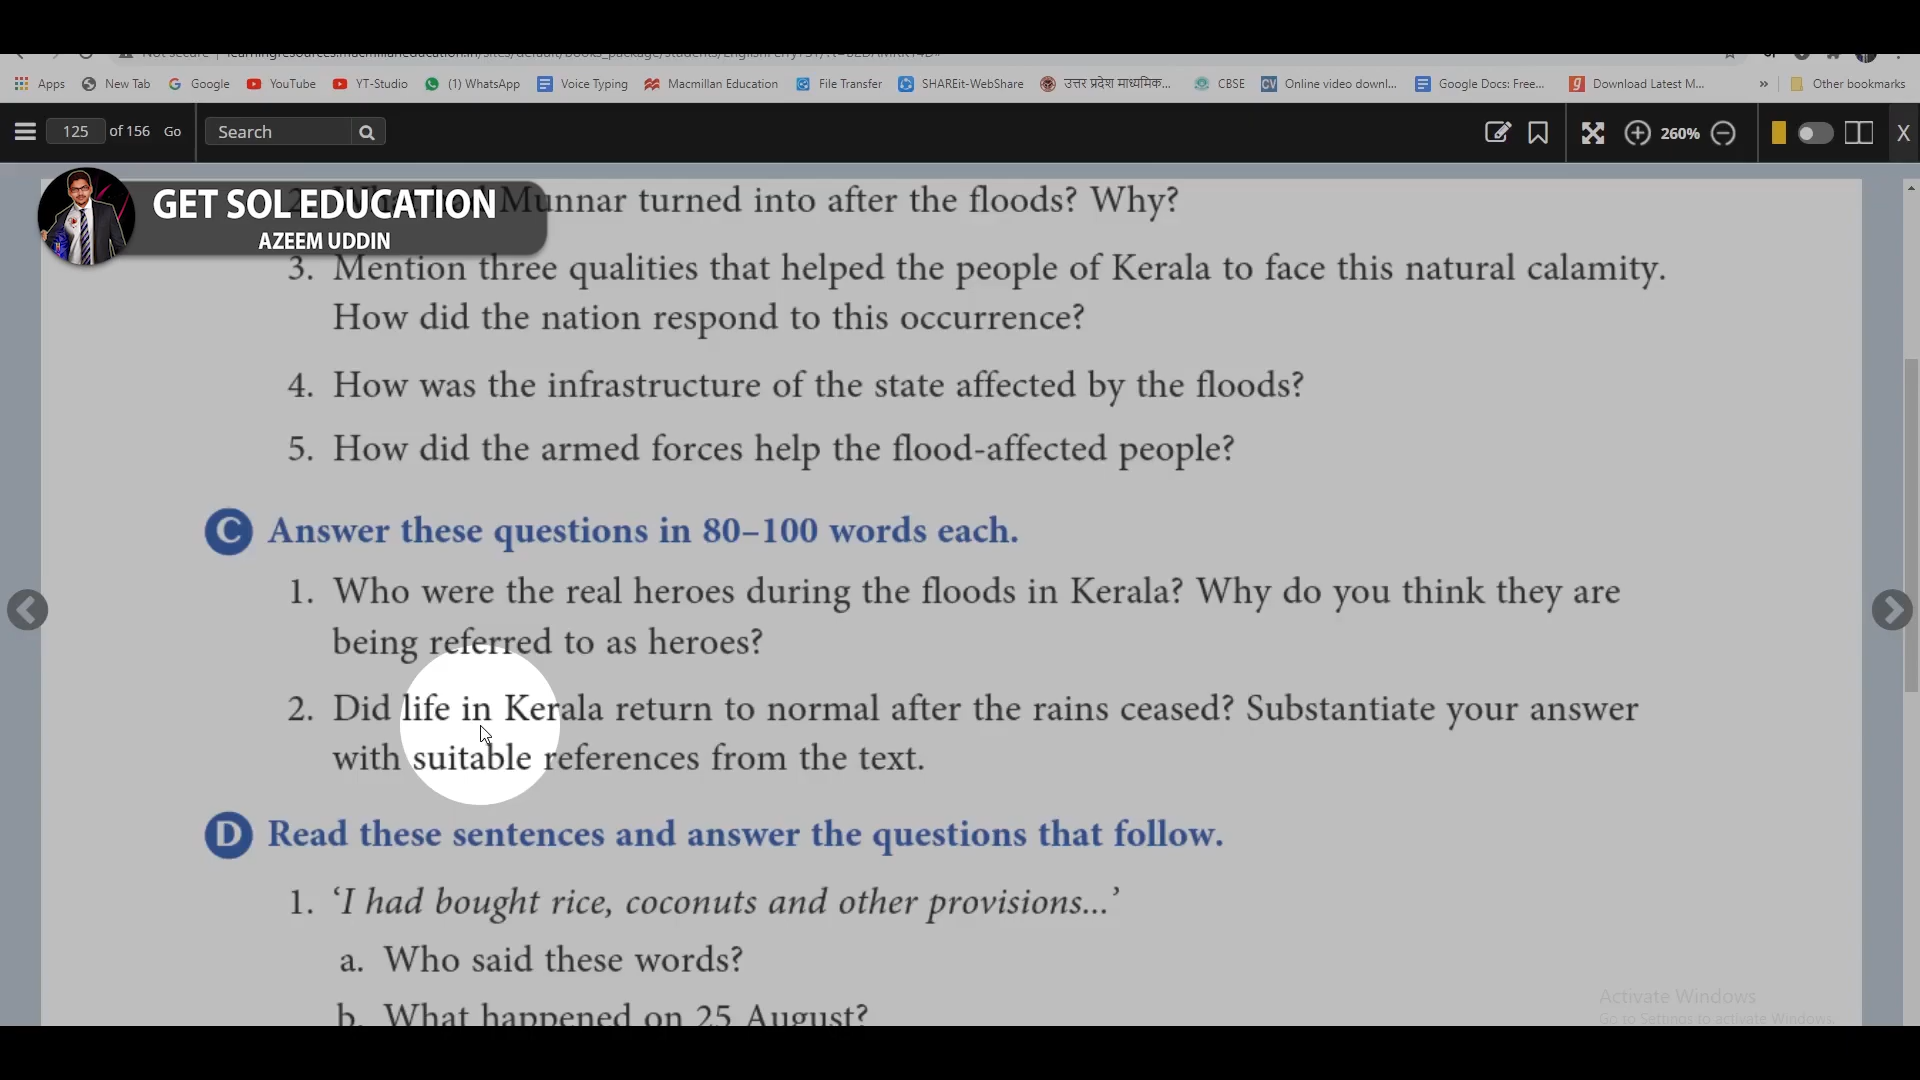 Apps New Tab Google YouTube YT-Studio (1) WhatsApp Voice Typing Macmillan Education File Transfer SHAREit-WebShare उत्तर प्रदेश माध्यमिक... CBSE Online video downl... Google Docs: Free... Download Latest M... » Other bookmarks
125 of 156 Go Search 260% X
GET SOL EDUCATION
AZEEM UDDIN
Munnar turned into after the floods? Why?
3. Mention three qualities that helped the people of Kerala to face this natural calamity.
How did the nation respond to this occurrence?
4. How was the infrastructure of the state affected by the floods?
5. How did the armed forces help the flood-affected people?
C Answer these questions in 80–100 words each.
1. Who were the real heroes during the floods in Kerala? Why do you think they are
being referred to as heroes?
2. Did life in Kerala return to normal after the rains ceased? Substantiate your answer
with suitable references from the text.
D Read these sentences and answer the questions that follow.
1. ‘I had bought rice, coconuts and other provisions...’
a. Who said these words?
b. What happened on 25 August?
Activate Windows
Go to Settings to activate Windows.